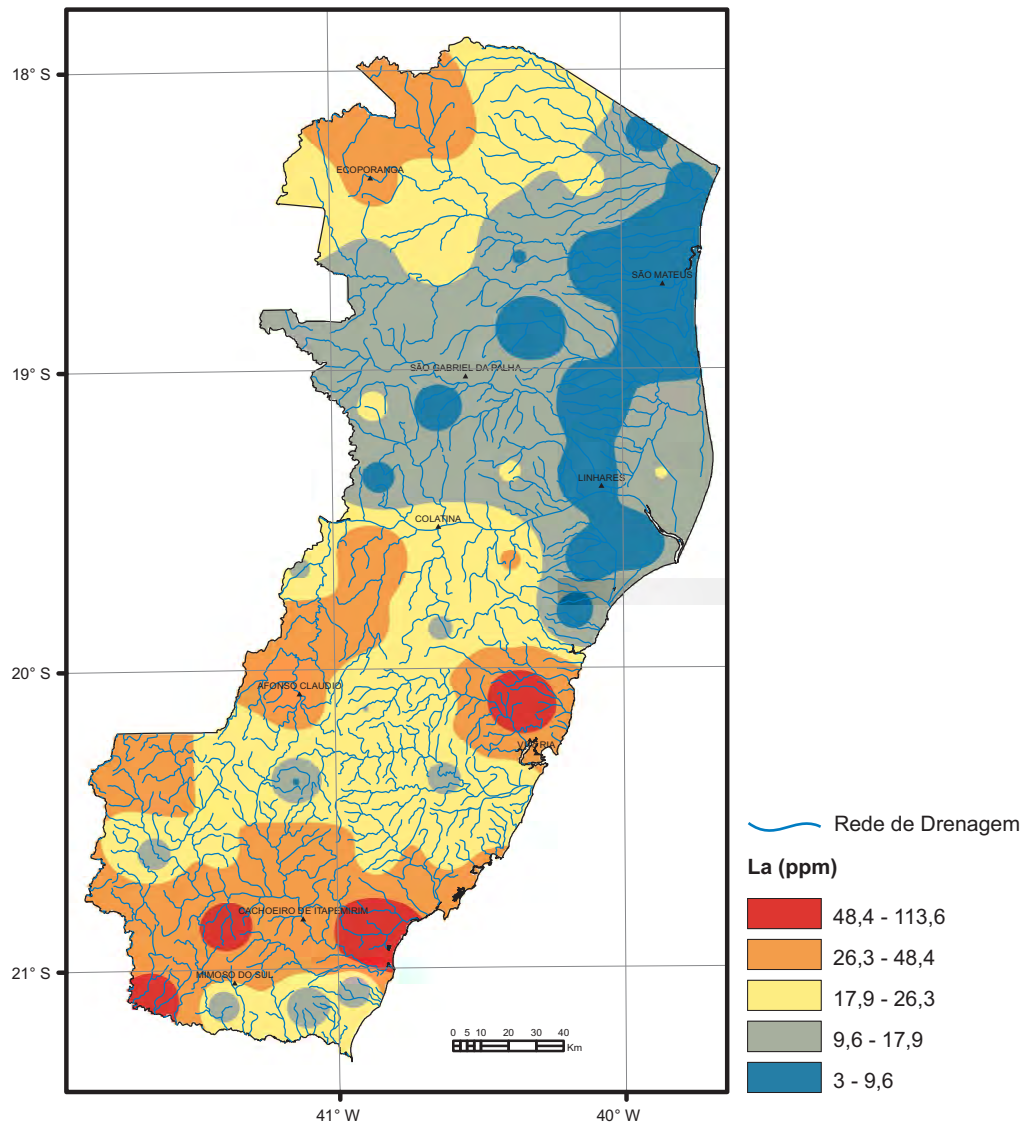 18° S
ECOPORANGA
SÃO MATEUS
19° S
SÃO GABRIEL DA PALHA
LINHARES
COLATINA
20° S
AFONSO CLAUDIO
CACHOEIRO DE ITAPEMIRIM
21° S
MIMOSO DO SUL
0 5 10 20 30 40
Km
41° W 40° W
Rede de Drenagem
La (ppm)
48,4 - 113,6
26,3 - 48,4
17,9 - 26,3
9,6 - 17,9
3 - 9,6